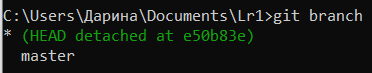 C:\Users\Дарина\Documents\Lr1>git branch
* (HEAD detached at e50b83e)
  master